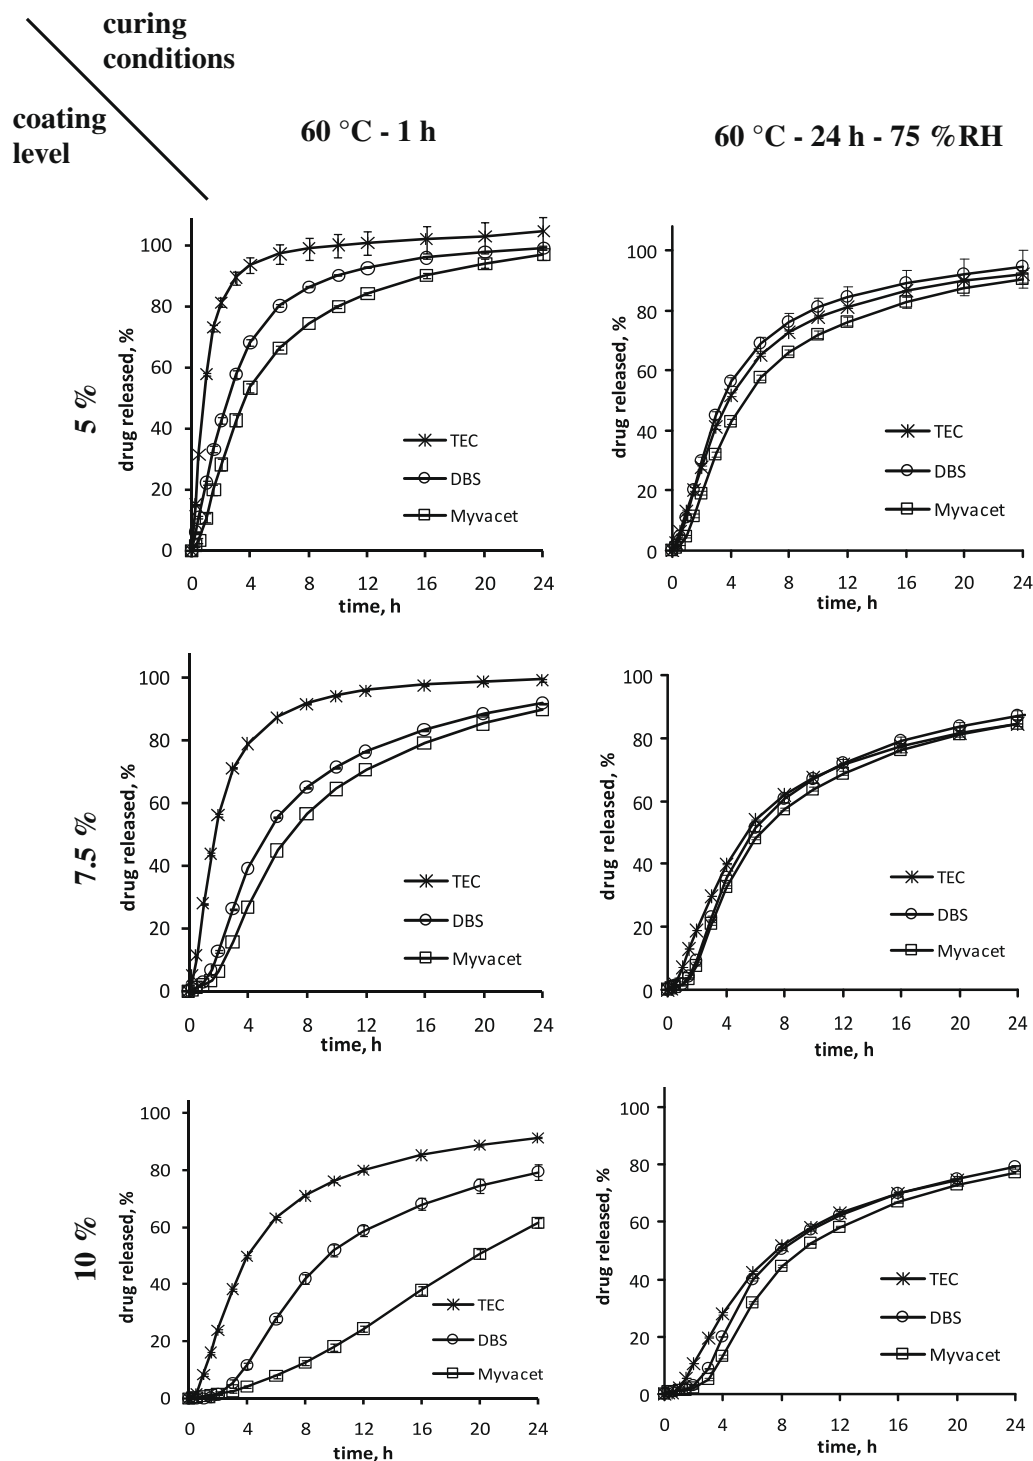 curing
conditions
coating
level
60 °C - 1 h
60 °C - 24 h - 75 %RH
5 %
drug released, %
100
80
60
40
20
0
TEC
DBS
Myvacet
0 4 8 12 16 20 24
time, h
drug released, %
100
80
60
40
20
0
TEC
DBS
Myvacet
0 4 8 12 16 20 24
time, h
7.5 %
drug released, %
100
80
60
40
20
0
TEC
DBS
Myvacet
0 4 8 12 16 20 24
time, h
drug released, %
100
80
60
40
20
0
TEC
DBS
Myvacet
0 4 8 12 16 20 24
time, h
10 %
drug released, %
100
80
60
40
20
0
TEC
DBS
Myvacet
0 4 8 12 16 20 24
time, h
drug released, %
100
80
60
40
20
0
TEC
DBS
Myvacet
0 4 8 12 16 20 24
time, h